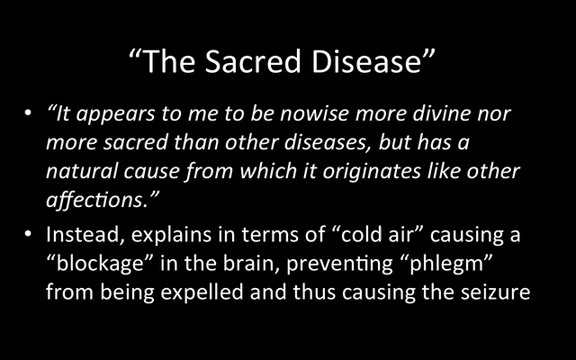 “The Sacred Disease”
• “It appears to me to be nowise more divine nor
more sacred than other diseases, but has a
natural cause from which it originates like other
affections.”
• Instead, explains in terms of “cold air” causing a
“blockage” in the brain, preventing “phlegm”
from being expelled and thus causing the seizure